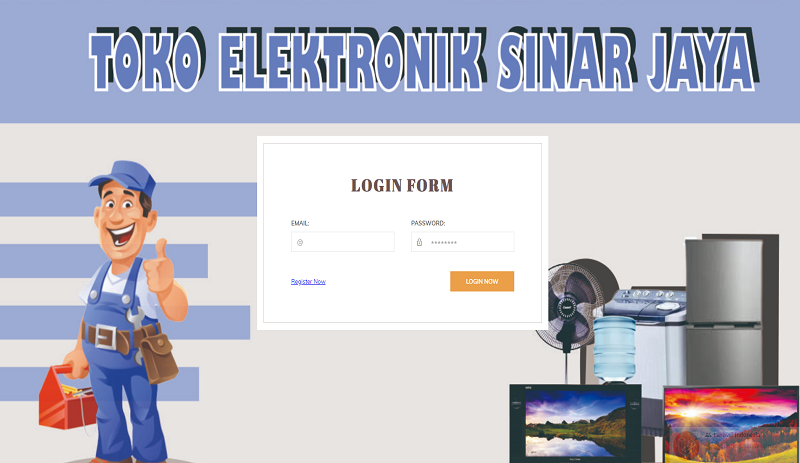 TOKO ELEKTRONIK SINAR JAYA
LOGIN FORM
EMAIL: PASSWORD:
@ ********
Register Now LOGIN NOW